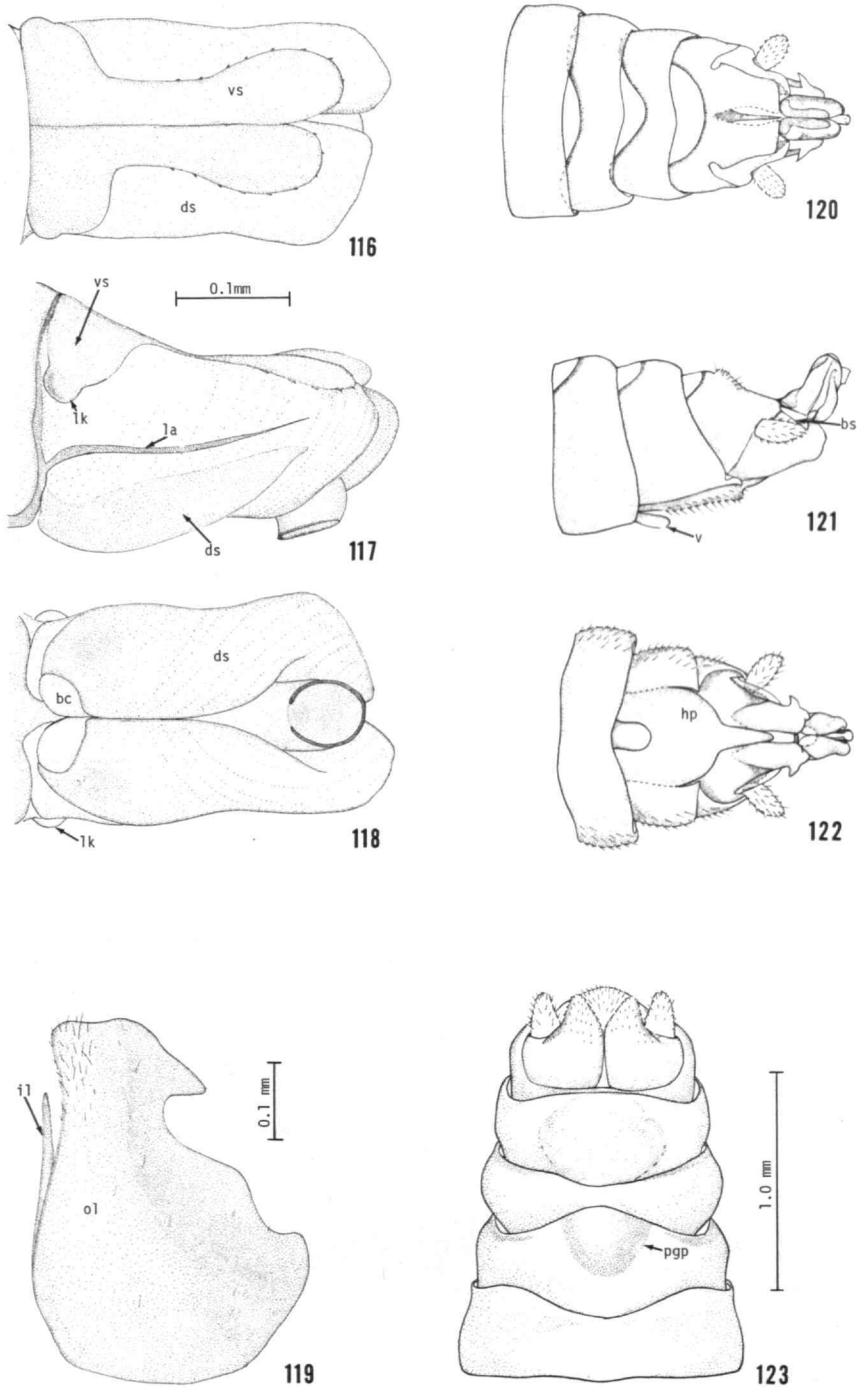 vs
ds
116
120
vs
0.1mm
lk
la
ds
117
bs
v
121
ds
bc
lk
118
hp
122
il
ol
0.1 mm
119
pgp
1.0 mm
123